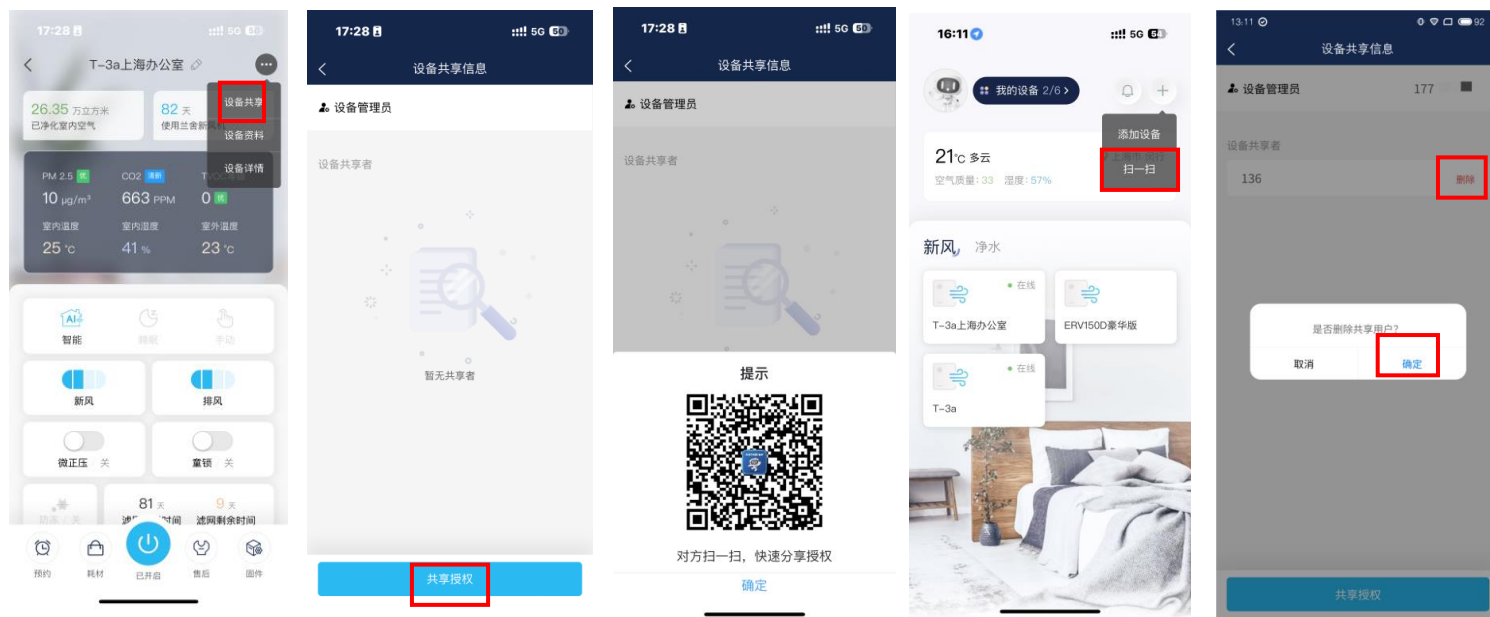 17:28 5G 50
T-3a上海办公室
26.35 万立方米
已净化室内空气
82 天
使用兰舍新风机
设备共享
设备资料
设备详情
PM 2.5 优
CO2 清新
10 μg/m³
663 PPM
0 优
室内温度
室内湿度
室外温度
25 °C
41 %
23 °C
智能
睡眠
手动
新风
排风
微正压 关
童锁 关
防冻 / 关
81 天
9 天
时间
滤网剩余时间
预约
耗材
已开启
售后
固件
17:28 5G 50
设备共享信息
设备管理员
设备共享者
暂无共享者
共享授权
17:28 5G 50
设备共享信息
设备管理员
设备共享者
提示
对方扫一扫，快速分享授权
确定
16:11 5G
我的设备 2/6 >
添加设备
扫一扫
21°C 多云
空气质量: 33 湿度: 57%
新风 净水
在线
T-3a上海办公室
ERV150D豪华版
在线
T-3a
13:11 92
设备共享信息
设备管理员 177
设备共享者
136 删除
是否删除共享用户?
取消 确定
共享授权